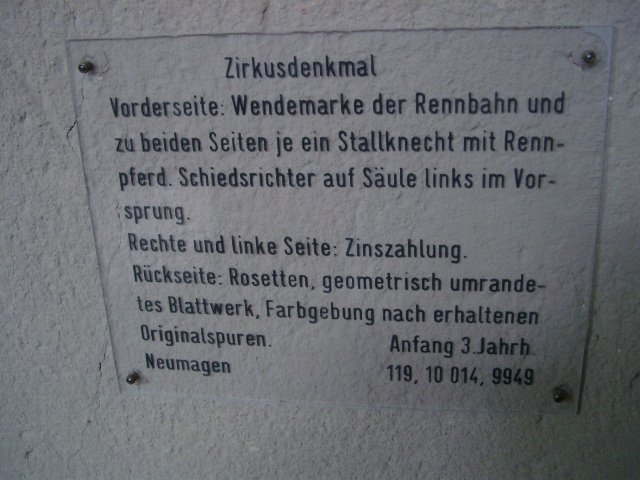 Zirkusdenkmal
Vorderseite: Wendemarke der Rennbahn und
zu beiden Seiten je ein Stallknecht mit Renn-
pferd. Schiedsrichter auf Säule links im Vor-
sprung.
Rechte und linke Seite: Zinszahlung.
Rückseite: Rosetten, geometrisch umrande-
tes Blattwerk, Farbgebung nach erhaltenen
Originalspuren. Anfang 3. Jahrh.
Neumagen 119, 10 014, 9949